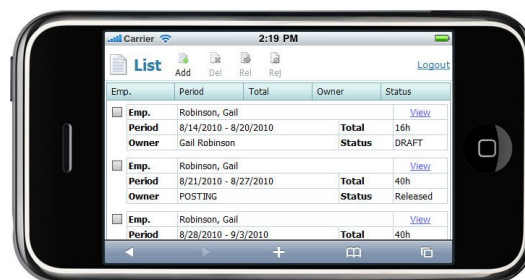 Carrier 2:19 PM
List Add Del Rel Rej Logout
Emp. Period Total Owner Status
Emp. Robinson, Gail View
Period 8/14/2010 - 8/20/2010 Total 16h
Owner Gail Robinson Status DRAFT
Emp. Robinson, Gail View
Period 8/21/2010 - 8/27/2010 Total 40h
Owner POSTING Status Released
Emp. Robinson, Gail View
Period 8/28/2010 - 9/3/2010 Total 40h